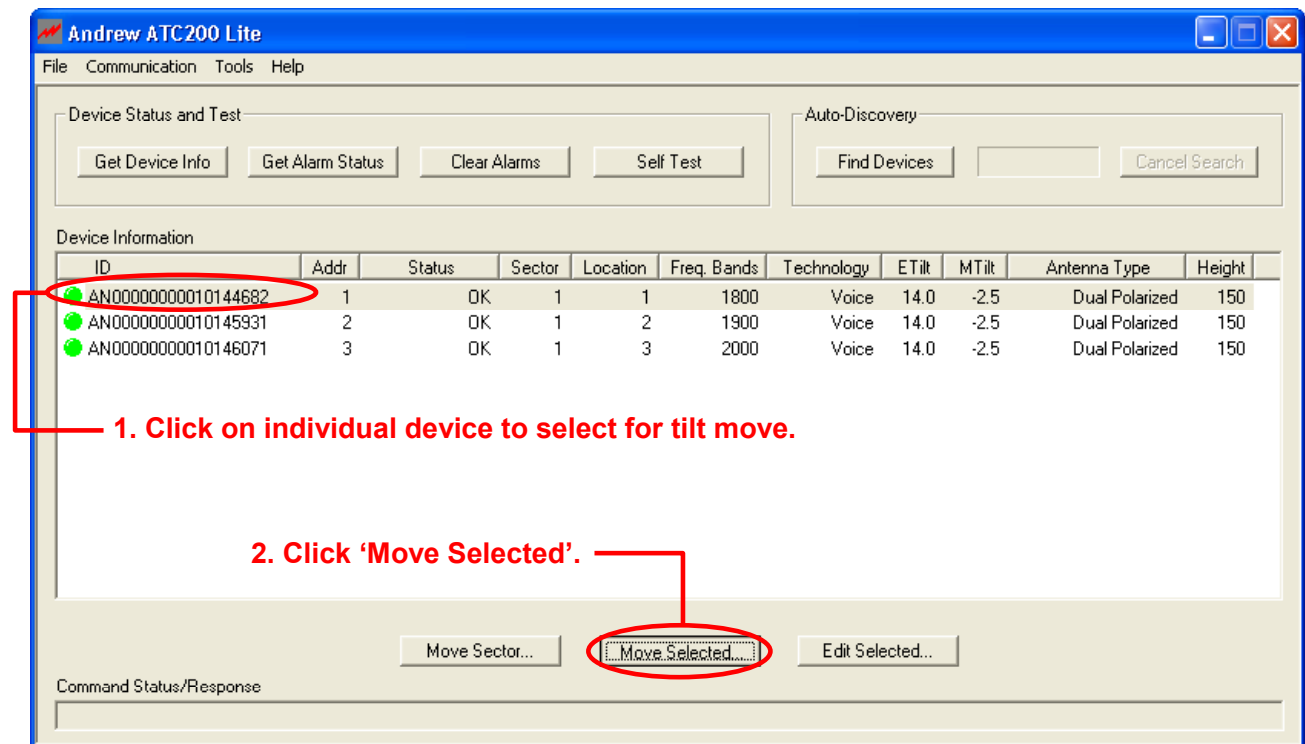 Andrew ATC200 Lite
File Communication Tools Help
Device Status and Test
Auto-Discovery
Get Device Info Get Alarm Status Clear Alarms Self Test Find Devices Cancel Search
Device Information
ID Addr Status Sector Location Freq. Bands Technology ETilt MTilt Antenna Type Height
AN00000000010144682 1 OK 1 1 1800 Voice 14.0 -2.5 Dual Polarized 150
AN00000000010145931 2 OK 1 2 1900 Voice 14.0 -2.5 Dual Polarized 150
AN00000000010146071 3 OK 1 3 2000 Voice 14.0 -2.5 Dual Polarized 150
1. Click on individual device to select for tilt move.
2. Click ‘Move Selected’.
Move Sector... Move Selected... Edit Selected...
Command Status/Response